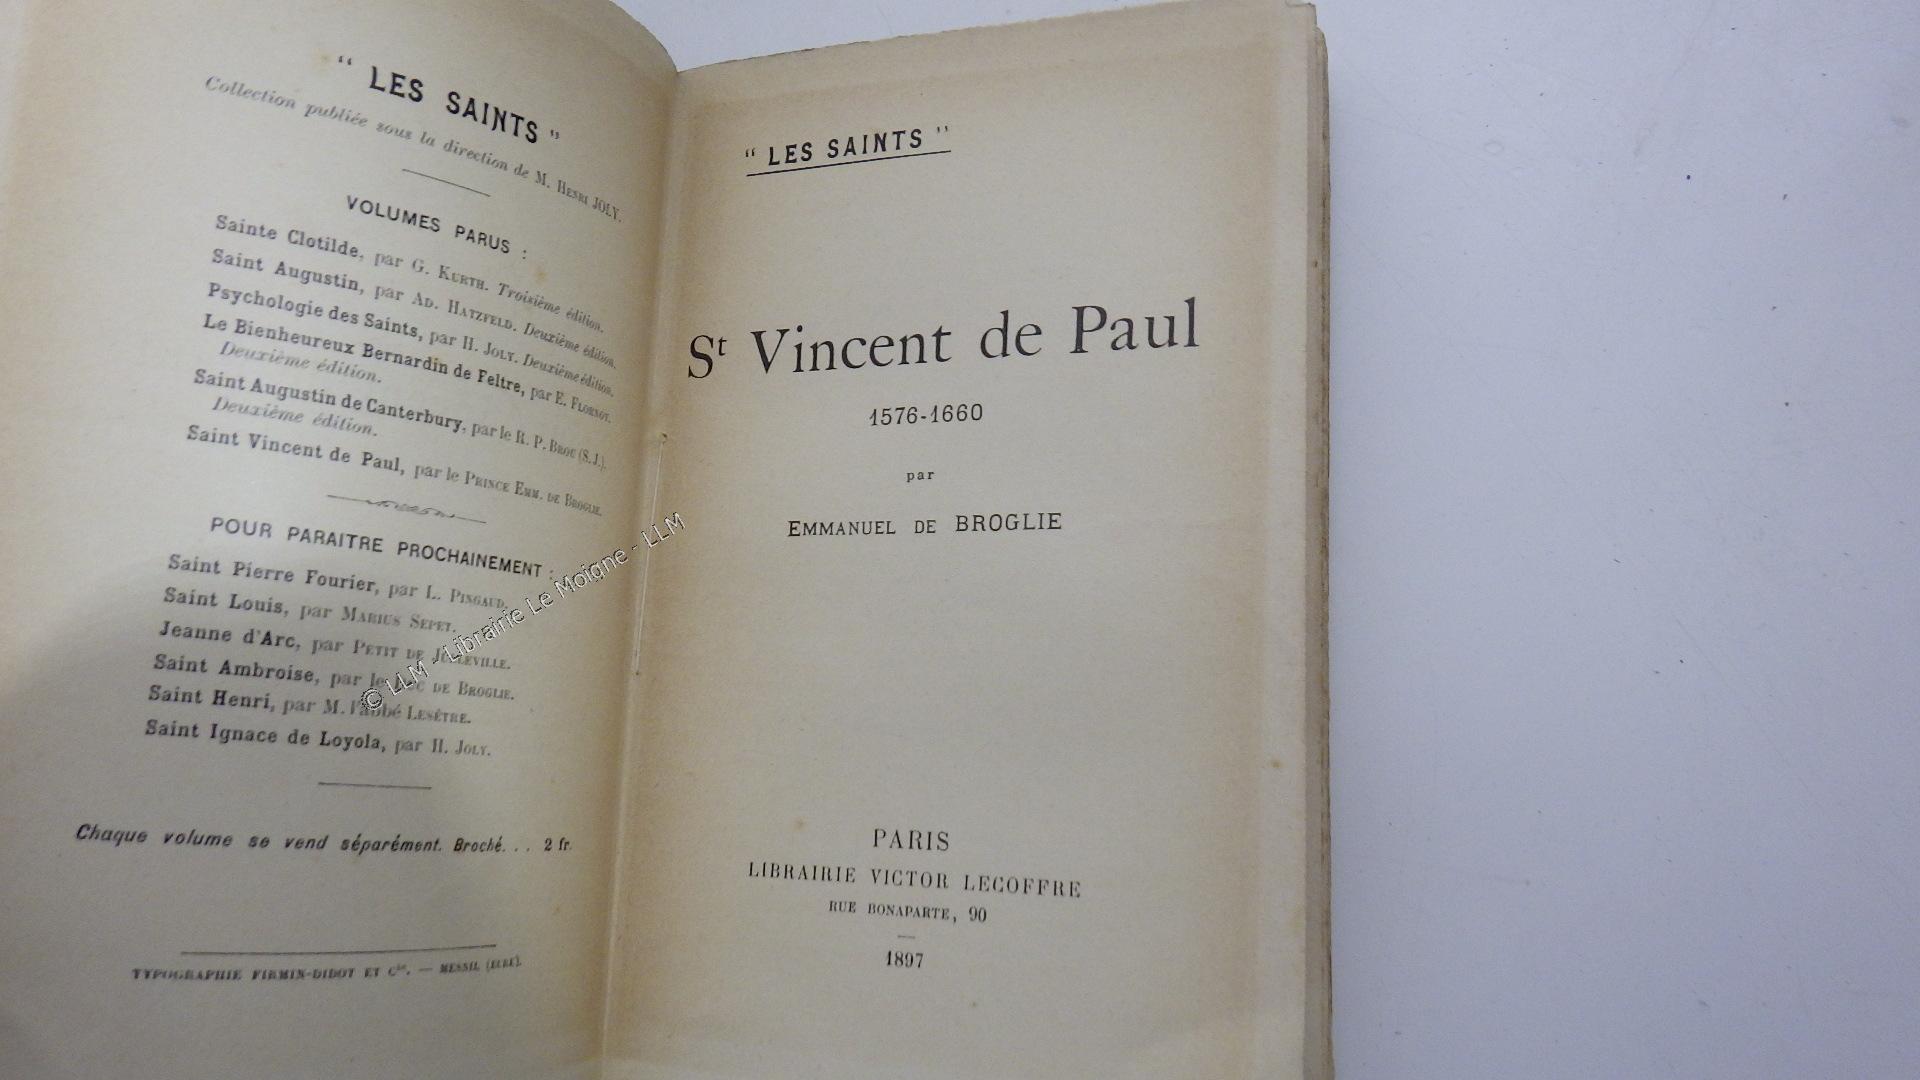 " LES SAINTS "
Collection publiée sous la direction de M. HENRI JOLY.
VOLUMES PARUS :
Sainte Clotilde, par G. KURTH. Troisième édition.
Saint Augustin, par AD. HATZFELD. Deuxième édition.
Psychologie des Saints, par H. JOLY. Deuxième édition.
Le Bienheureux Bernardin de Feltre, par E. FLORNOY.
Deuxième édition.
Saint Augustin de Canterbury, par le R. P. BROU (S. J.).
Deuxième édition.
Saint Vincent de Paul, par le PRINCE EMM. DE BROGLIE.
POUR PARAITRE PROCHAINEMENT :
Saint Pierre Fourier, par L. PINGAUD.
Saint Louis, par MARIUS SEPET.
Jeanne d'Arc, par PETIT DE JULLEVILLE.
Saint Ambroise, par le DUC DE BROGLIE.
Saint Henri, par M. l'abbé LESÊTRE.
Saint Ignace de Loyola, par H. JOLY.
Chaque volume se vend séparément. Broché. . . 2 fr.
TYPOGRAPHIE FIRMIN-DIDOT ET Cie. — MESNIL (EURE).
" LES SAINTS "
St Vincent de Paul
1576-1660
par
EMMANUEL DE BROGLIE
PARIS
LIBRAIRIE VICTOR LECOFFRE
RUE BONAPARTE, 90
1897
© LLM - Librairie Le Moigne - LLM